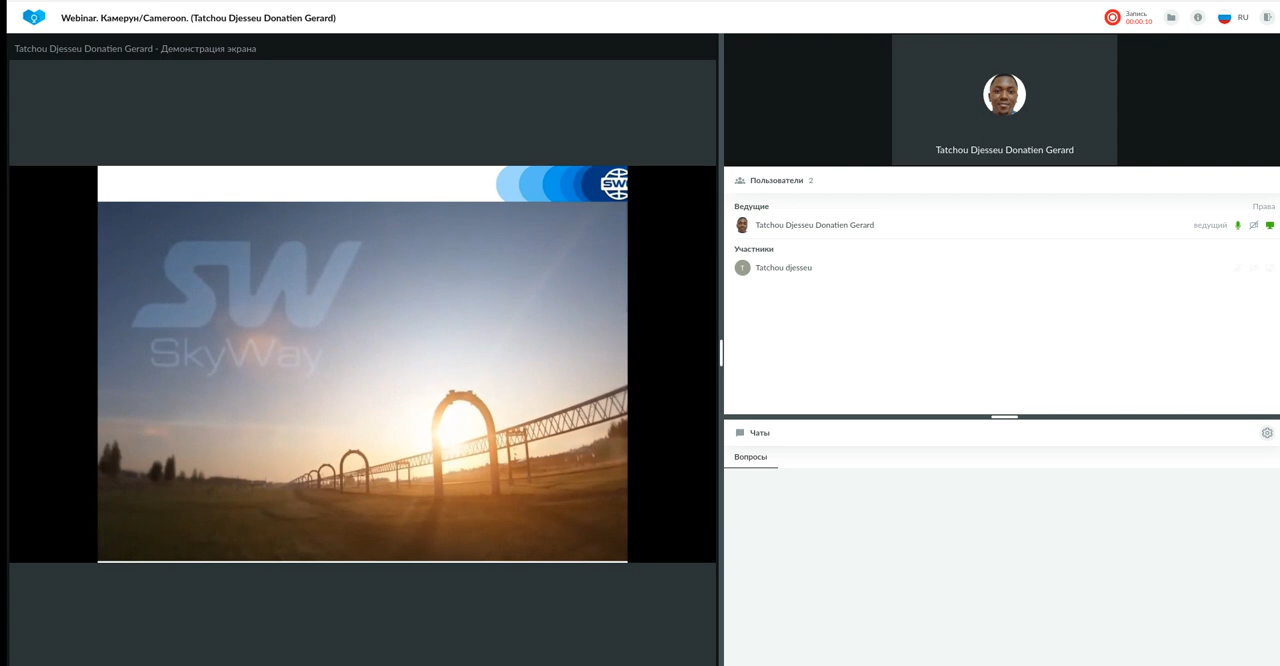 Webinar. Камерун/Cameroon. (Tatchou Djesseu Donatien Gerard)
Запись
00:00:10
RU
Tatchou Djesseu Donatien Gerard - Демонстрация экрана
SW
SW
SkyWay
Tatchou Djesseu Donatien Gerard
Пользователи 2
Ведущие Права
Tatchou Djesseu Donatien Gerard ведущий
Участники
T Tatchou djesseu
Чаты
Вопросы